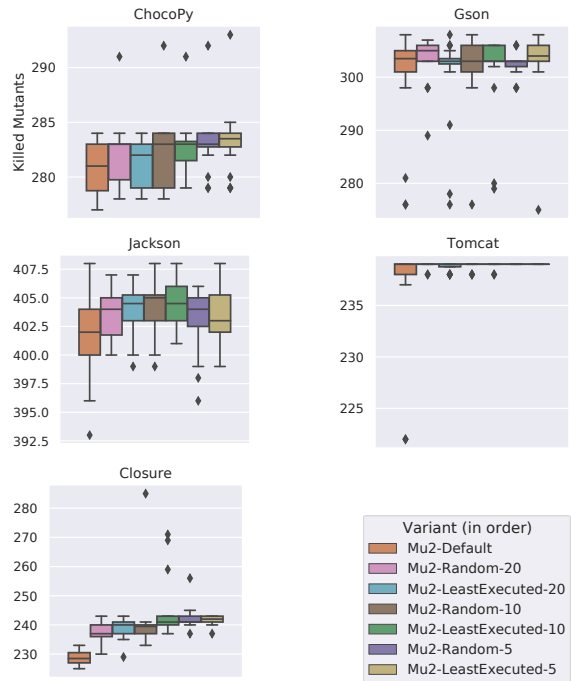 ChocoPy
Killed Mutants
290
285
280
Gson
300
290
280
Jackson
407.5
405.0
402.5
400.0
397.5
395.0
392.5
Tomcat
235
230
225
Closure
280
270
260
250
240
230
Variant (in order)
Mu2-Default
Mu2-Random-20
Mu2-LeastExecuted-20
Mu2-Random-10
Mu2-LeastExecuted-10
Mu2-Random-5
Mu2-LeastExecuted-5